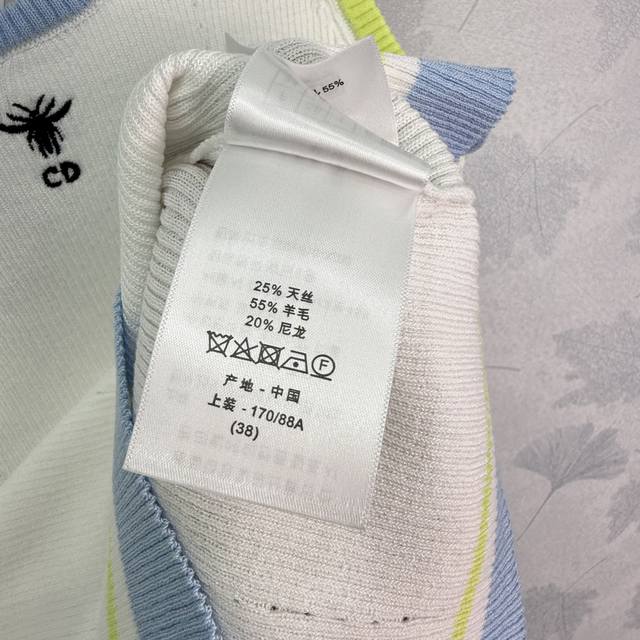 55%
CD
25% 天丝
55% 羊毛
20% 尼龙
F
产地 - 中国
上装 - 170/88A
(38)